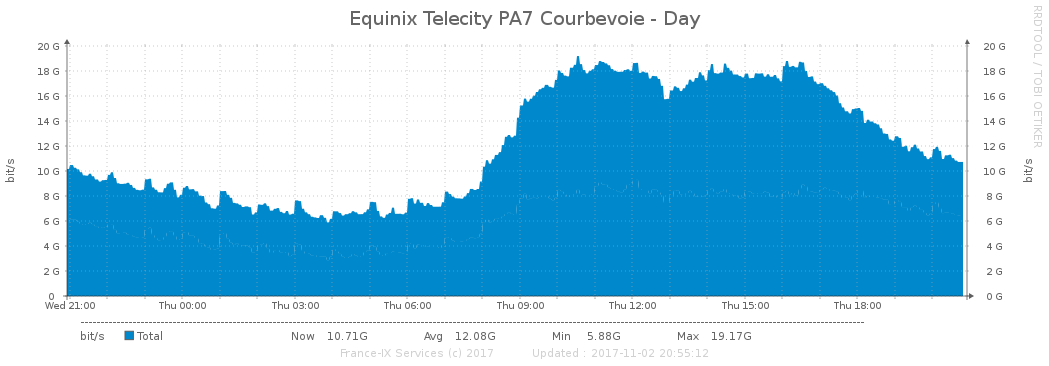 Equinix Telecity PA7 Courbevoie - Day
RRDTOOL / TOBI OETIKER
bit/s
bit/s
20 G 20 G
18 G 18 G
16 G 16 G
14 G 14 G
12 G 12 G
10 G 10 G
8 G 8 G
6 G 6 G
4 G 4 G
2 G 2 G
0 0 G
Wed 21:00 Thu 00:00 Thu 03:00 Thu 06:00 Thu 09:00 Thu 12:00 Thu 15:00 Thu 18:00
bit/s Total Now 10.71G Avg 12.08G Min 5.88G Max 19.17G
France-IX Services (c) 2017 Updated : 2017-11-02 20:55:12